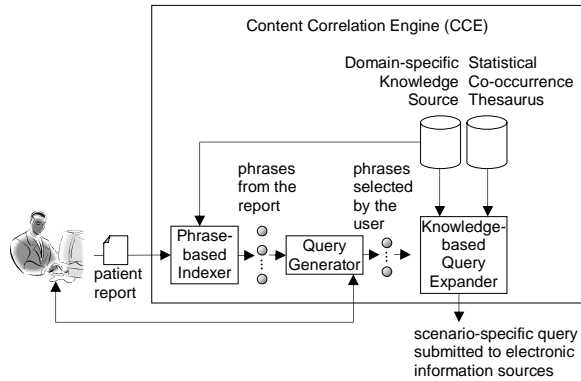 Content Correlation Engine (CCE)
Domain-specific
Knowledge
Source
Statistical
Co-occurrence
Thesaurus
phrases
from the
report
phrases
selected
by the
user
patient
report
Phrase-
based
Indexer
Query
Generator
Knowledge-
based
Query
Expander
scenario-specific query
submitted to electronic
information sources